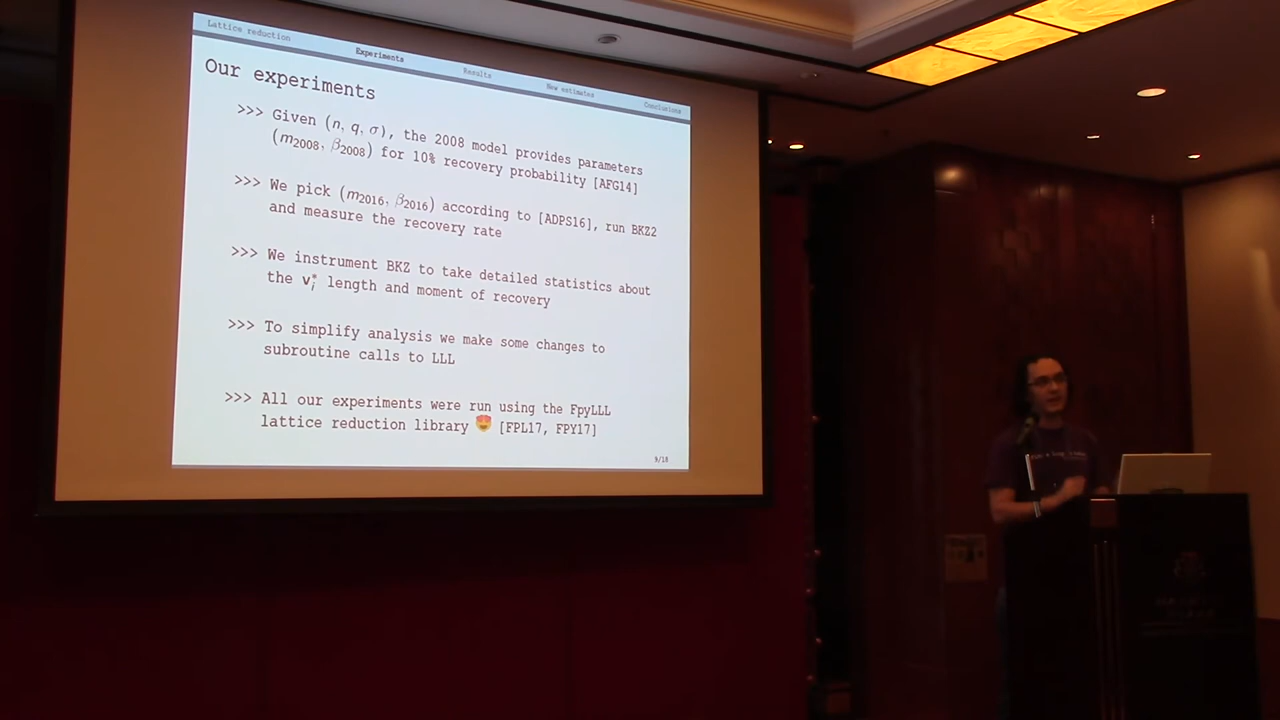 Lattice reduction
Experiments
Results
New estimates
Conclusions
Our experiments
>>> Given (n, q, σ), the 2008 model provides parameters
(m₂₀₀₈, β₂₀₀₈) for 10% recovery probability [AFG14]
>>> We pick (m₂₀₁₆, β₂₀₁₆) according to [ADPS16], run BKZ2
and measure the recovery rate
>>> We instrument BKZ to take detailed statistics about
the v*ᵢ length and moment of recovery
>>> To simplify analysis we make some changes to
subroutine calls to LLL
>>> All our experiments were run using the FpyLLL
lattice reduction library 😍 [FPL17, FPY17]
9/18